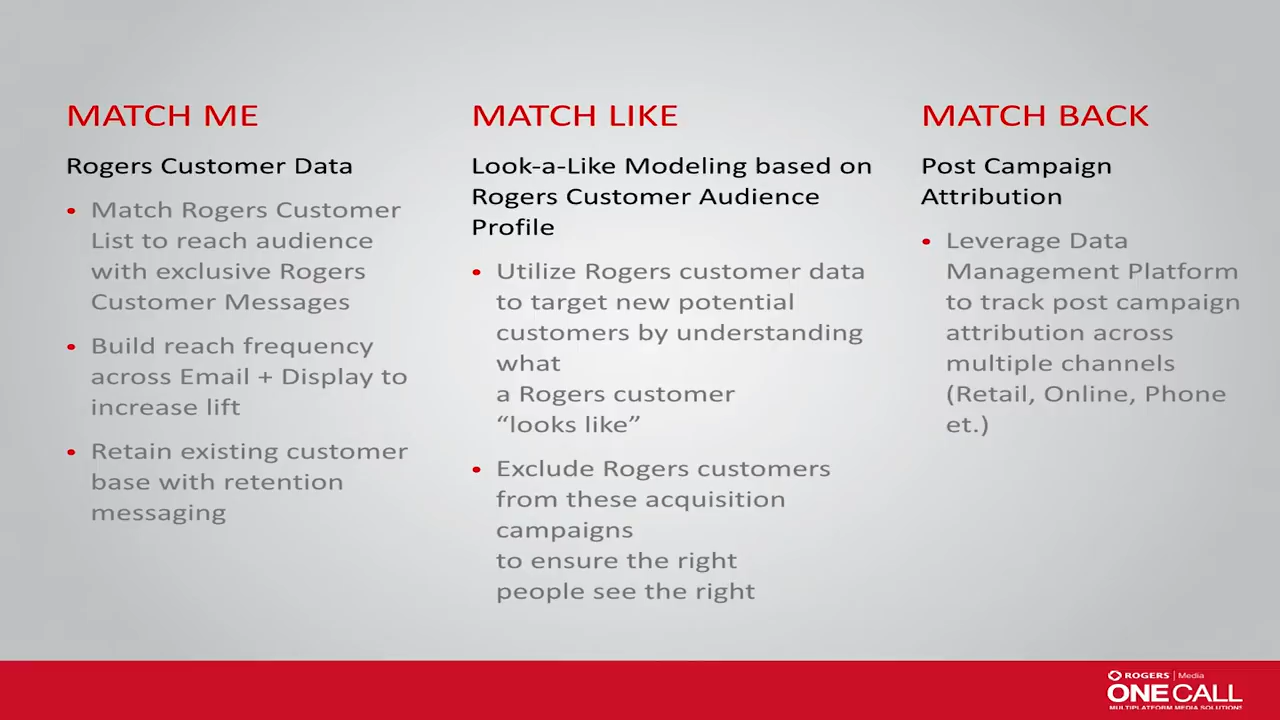 MATCH ME
Rogers Customer Data
• Match Rogers Customer
List to reach audience
with exclusive Rogers
Customer Messages
• Build reach frequency
across Email + Display to
increase lift
• Retain existing customer
base with retention
messaging
MATCH LIKE
Look-a-Like Modeling based on
Rogers Customer Audience
Profile
• Utilize Rogers customer data
to target new potential
customers by understanding
what
a Rogers customer
“looks like”
• Exclude Rogers customers
from these acquisition
campaigns
to ensure the right
people see the right
MATCH BACK
Post Campaign
Attribution
• Leverage Data
Management Platform
to track post campaign
attribution across
multiple channels
(Retail, Online, Phone
et.)
ROGERS | Media
ONE CALL
MULTIPLATFORM MEDIA SOLUTIONS